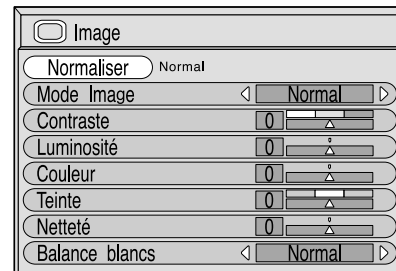 Image
Normaliser Normal
Mode Image Normal
Contraste 0
Luminosité 0
Couleur 0
Teinte 0
Netteté 0
Balance blancs Normal